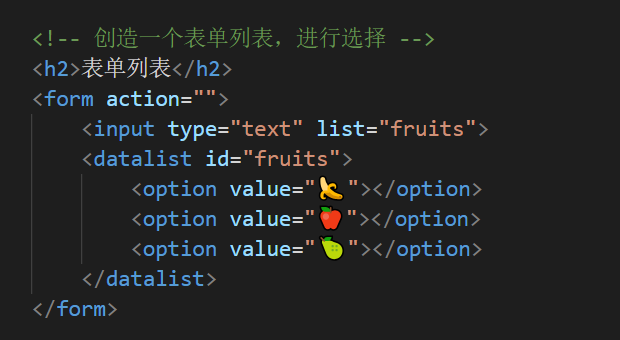 <!-- 创造一个表单列表，进行选择 -->
<h2>表单列表</h2>
<form action="">
<input type="text" list="fruits">
<datalist id="fruits">
<option value="🍌"></option>
<option value="🍎"></option>
<option value="🍐"></option>
</datalist>
</form>